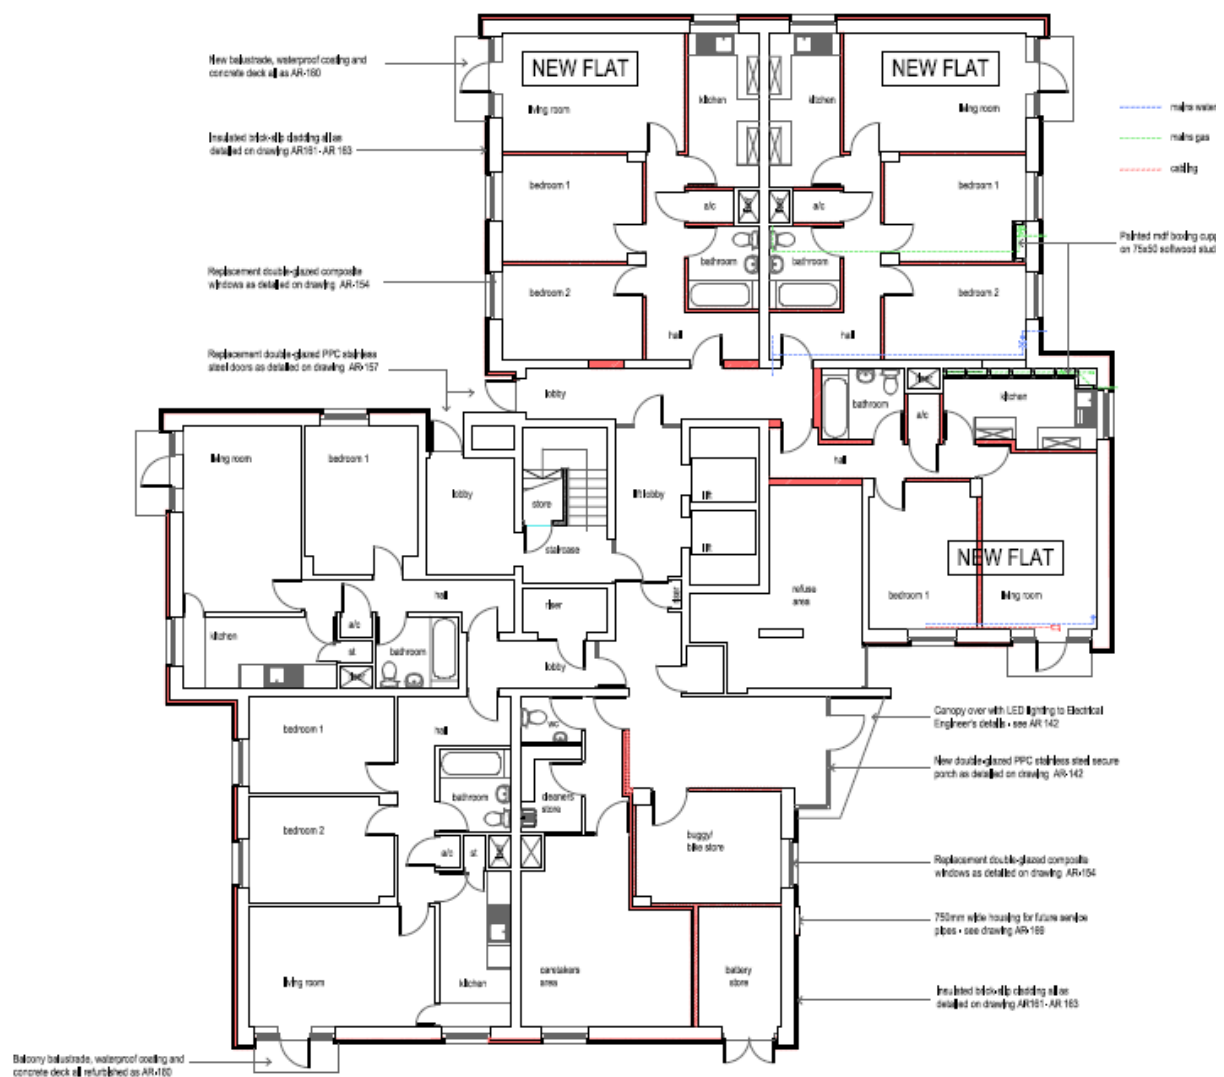 New balustrade, waterproof coating and
concrete deck all as AR-160
NEW FLAT
living room
kitchen
NEW FLAT
kitchen
living room
mains water
mains gas
cabling
Insulated brick-slip cladding all as
detailed on drawing AR161- AR 163
bedroom 1
a/c
a/c
bedroom 1
Painted mdf boxing cupp
on 75x50 softwood stud
bathroom
bathroom
Replacement double-glazed composite
windows as detailed on drawing AR-154
bedroom 2
bedroom 2
hall
hall
Replacement double-glazed PPC stainless
steel doors as detailed on drawing AR-157
lobby
bathroom
a/c
kitchen
living room
bedroom 1
lobby
store
lift lobby
lift
lift
hall
staircase
NEW FLAT
refuse
area
bedroom 1
living room
hall
riser
riser
a/c
st
kitchen
bathroom
lobby
bedroom 1
hall
wc
Canopy over with LED lighting to Electrical
Engineer's details - see AR 142
New double-glazed PPC stainless steel secure
porch as detailed on drawing AR-142
bathroom
cleaners
store
bedroom 2
a/c
st
buggy/
bike store
Replacement double-glazed composite
windows as detailed on drawing AR-154
750mm wide housing for future service
pipes - see drawing AR-169
living room
kitchen
caretakers
area
battery
store
Insulated brick-slip cladding all as
detailed on drawing AR161- AR 163
Balcony balustrade, waterproof coating and
concrete deck all refurbished as AR-160